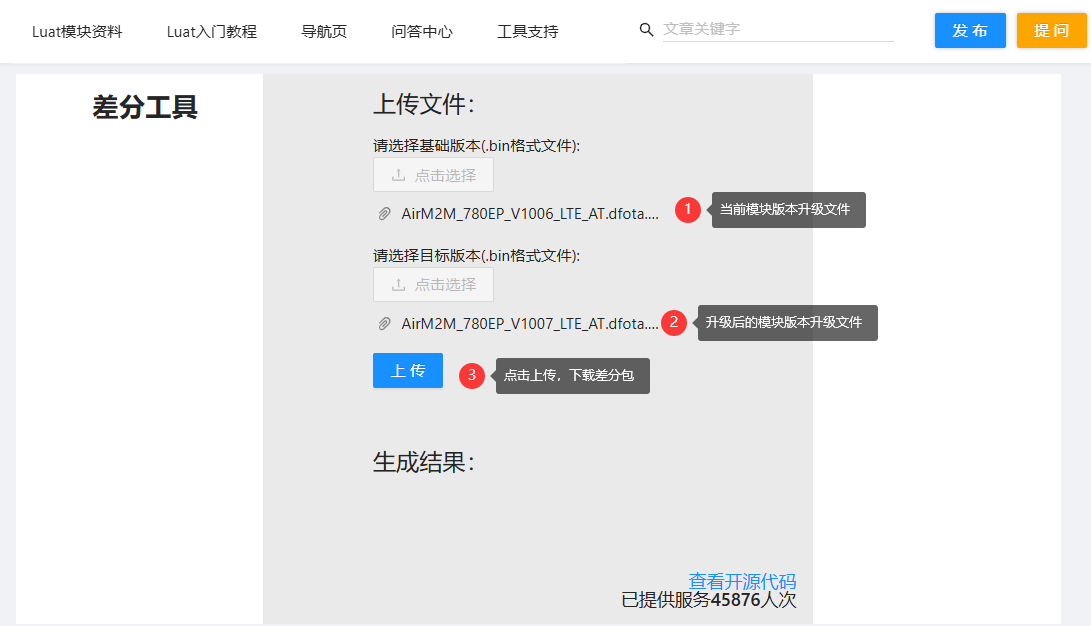 Luat模块资料 Luat入门教程 导航页 问答中心 工具支持 文章关键字 发 布 提 问
差分工具
上传文件：
请选择基础版本(.bin格式文件):
点击选择
AirM2M_780EP_V1006_LTE_AT.dfota....
1 当前模块版本升级文件
请选择目标版本(.bin格式文件):
点击选择
AirM2M_780EP_V1007_LTE_AT.dfota....
2 升级后的模块版本升级文件
上 传
3 点击上传，下载差分包
生成结果：
查看开源代码
已提供服务45876人次